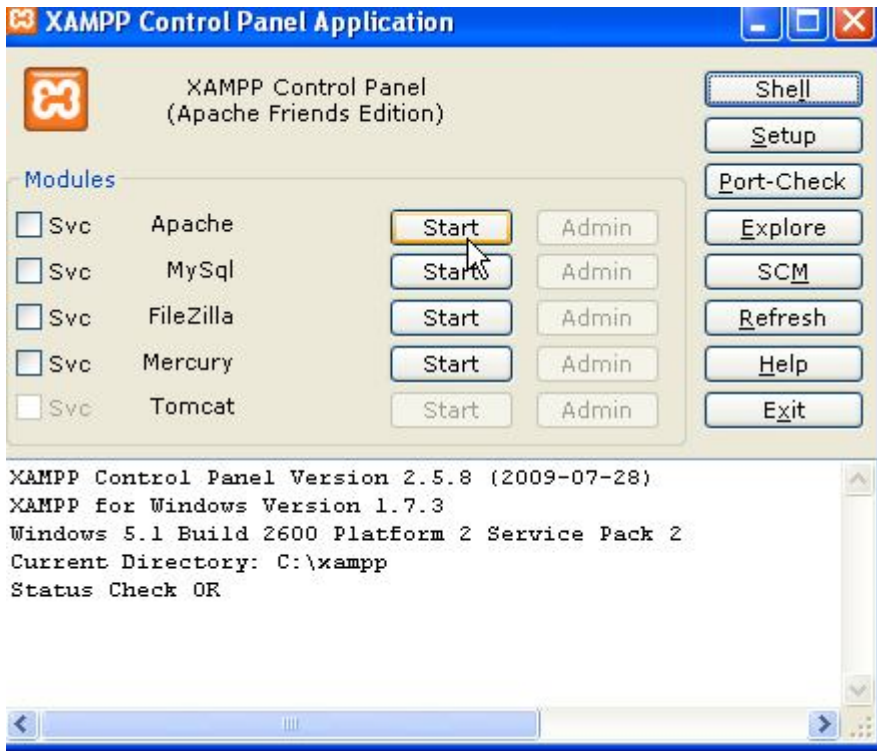 XAMPP Control Panel Application
XAMPP Control Panel
(Apache Friends Edition)
Shell
Setup
Modules
Port-Check
Svc Apache Start Admin Explore
Svc MySql Start Admin SCM
Svc FileZilla Start Admin Refresh
Svc Mercury Start Admin Help
Svc Tomcat Start Admin Exit
XAMPP Control Panel Version 2.5.8 (2009-07-28)
XAMPP for Windows Version 1.7.3
Windows 5.1 Build 2600 Platform 2 Service Pack 2
Current Directory: C:\xampp
Status Check OK